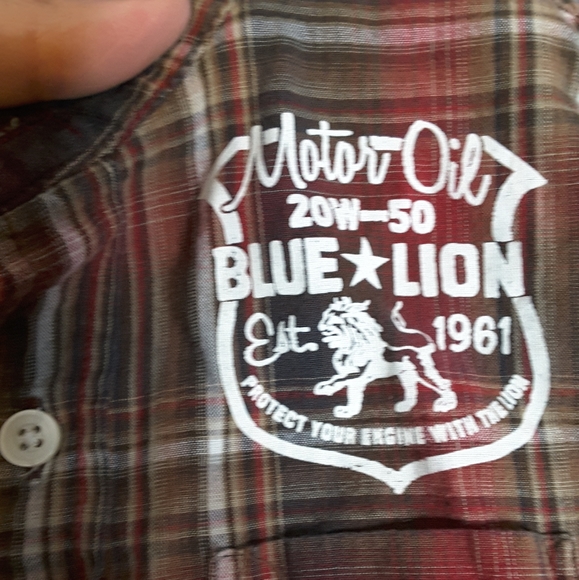 Motor Oil
20W-50
BLUE★LION
Est. 1961
PROTECT YOUR ENGINE WITH THE LION